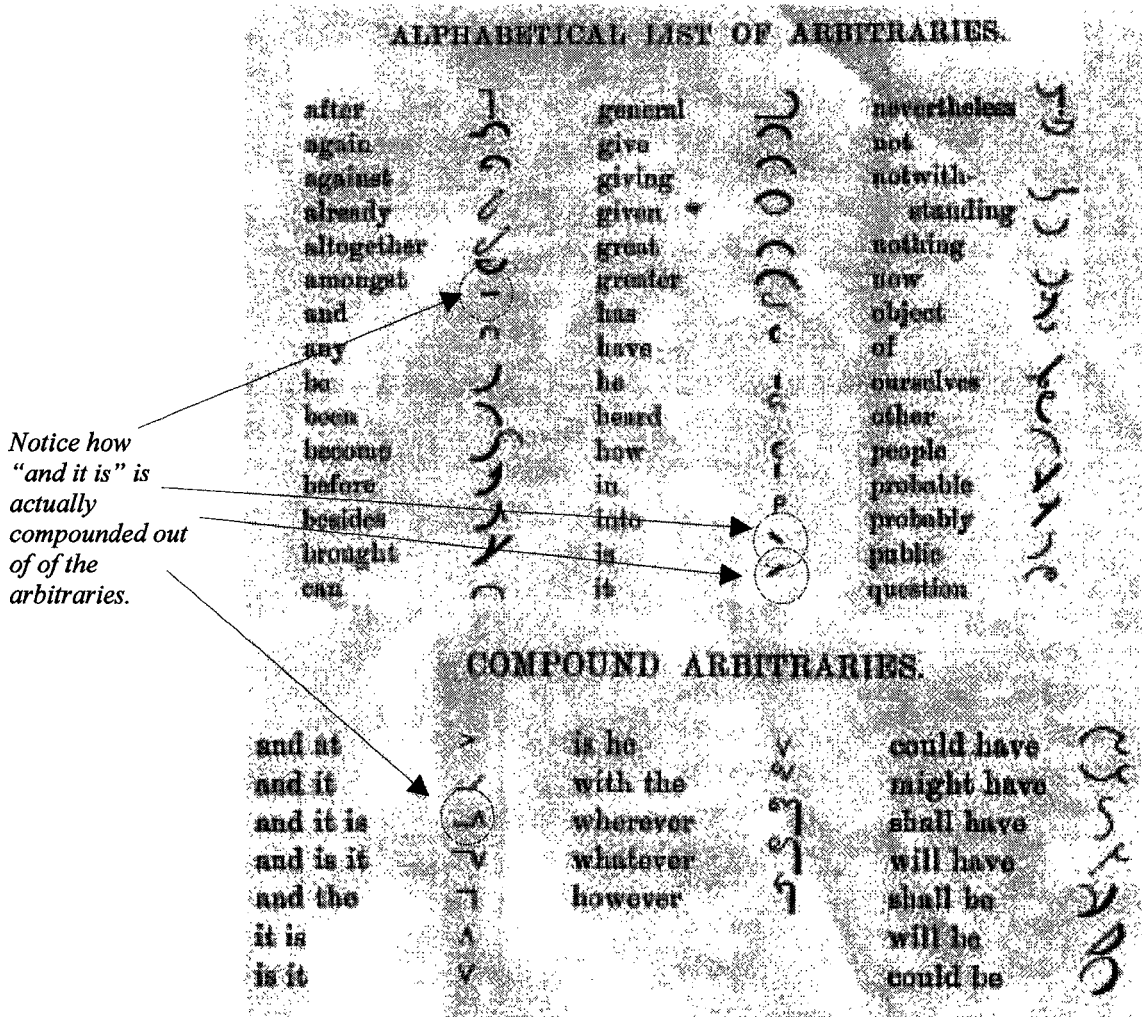 ALPHABETICAL LIST OF ARBITRARIES.
after general nevertheless
again give not
against giving notwith-
already given standing
altogether great nothing
amongst greater now
and has object
any have of
be he ourselves
been heard other
become how people
before in probable
besides into probably
brought is public
can it question
Notice how
“and it is” is
actually
compounded out
of of the
arbitraries.
COMPOUND ARBITRARIES.
and at is he could have
and it with the might have
and it is wherever shall have
and is it whatever will have
and the however shall be
it is will be
is it could be